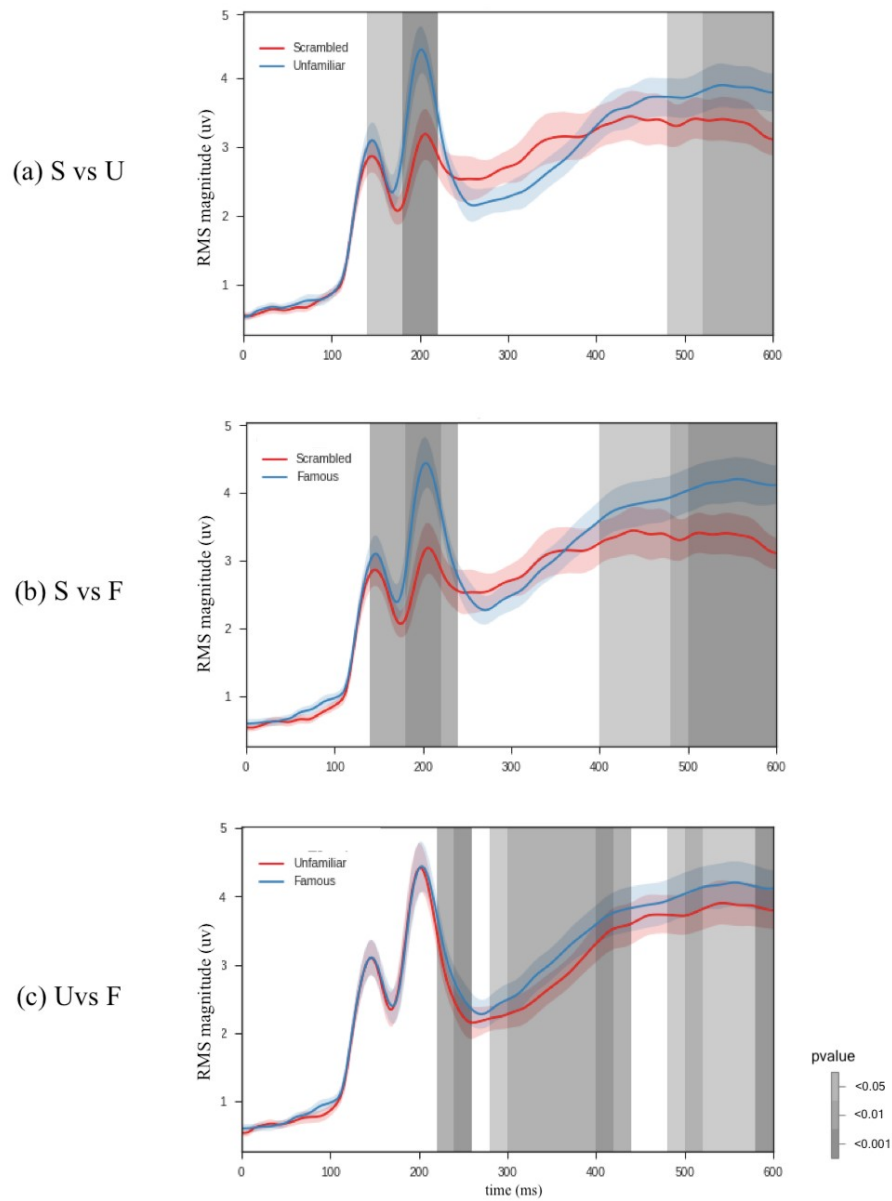 5
Scrambled
Unfamiliar
4
(a) S vs U
3
RMS magnitude (uv)
2
1
0 100 200 300 400 500 600
5
Scrambled
Famous
4
(b) S vs F
3
RMS magnitude (uv)
2
1
0 100 200 300 400 500 600
5
Unfamiliar
Famous
4
(c) Uvs F
3
RMS magnitude (uv)
2
1
0 100 200 300 400 500 600
time (ms)
pvalue
<0.05
<0.01
<0.001